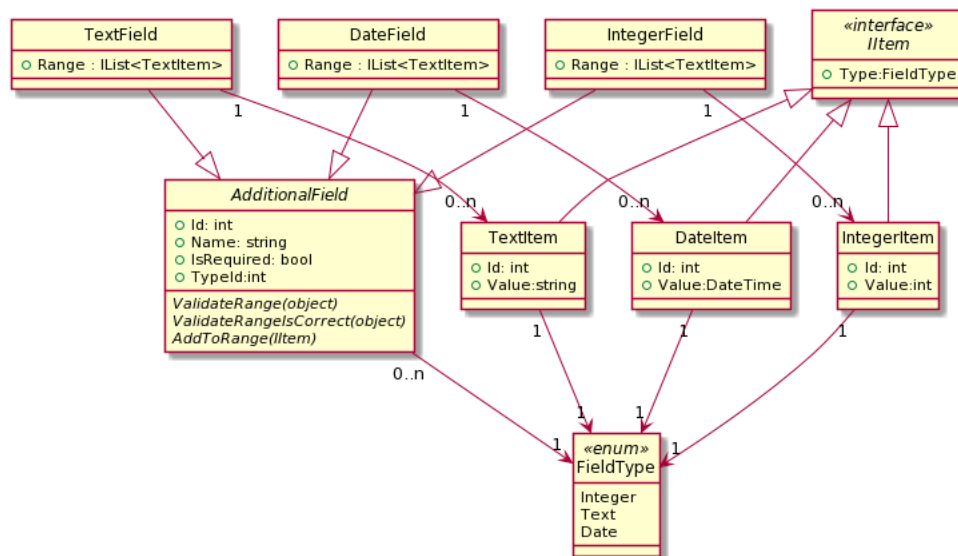 TextField
Range : IList<TextItem>
DateField
Range : IList<TextItem>
IntegerField
Range : IList<TextItem>
«interface»
IItem
Type:FieldType
1
1
1
AdditionalField
Id: int
Name: string
IsRequired: bool
TypeId:int
ValidateRange(object)
ValidateRangeIsCorrect(object)
AddToRange(IItem)
0..n
0..n
0..n
TextItem
Id: int
Value:string
DateItem
Id: int
Value:DateTime
IntegerItem
Id: int
Value:int
1
1
1
0..n
1
1
1
1
«enum»
FieldType
Integer
Text
Date